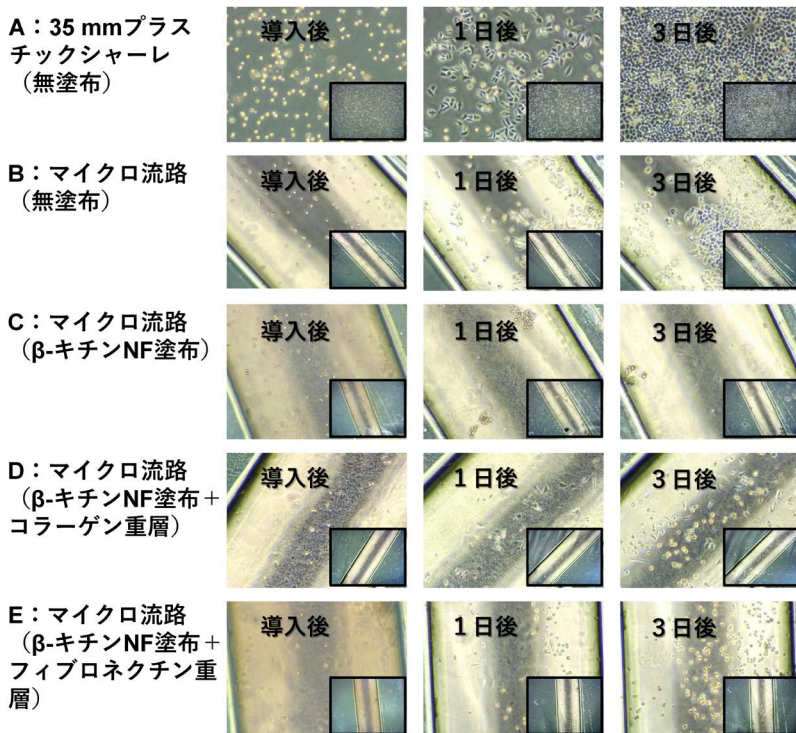 A：35 mmプラス
チックシャーレ
（無塗布）
導入後
1日後
3日後
B：マイクロ流路
（無塗布）
導入後
1日後
3日後
C：マイクロ流路
（β-キチンNF塗布）
導入後
1日後
3日後
D：マイクロ流路
（β-キチンNF塗布＋
コラーゲン重層）
導入後
1日後
3日後
E：マイクロ流路
（β-キチンNF塗布＋
フィブロネクチン重
層）
導入後
1日後
3日後